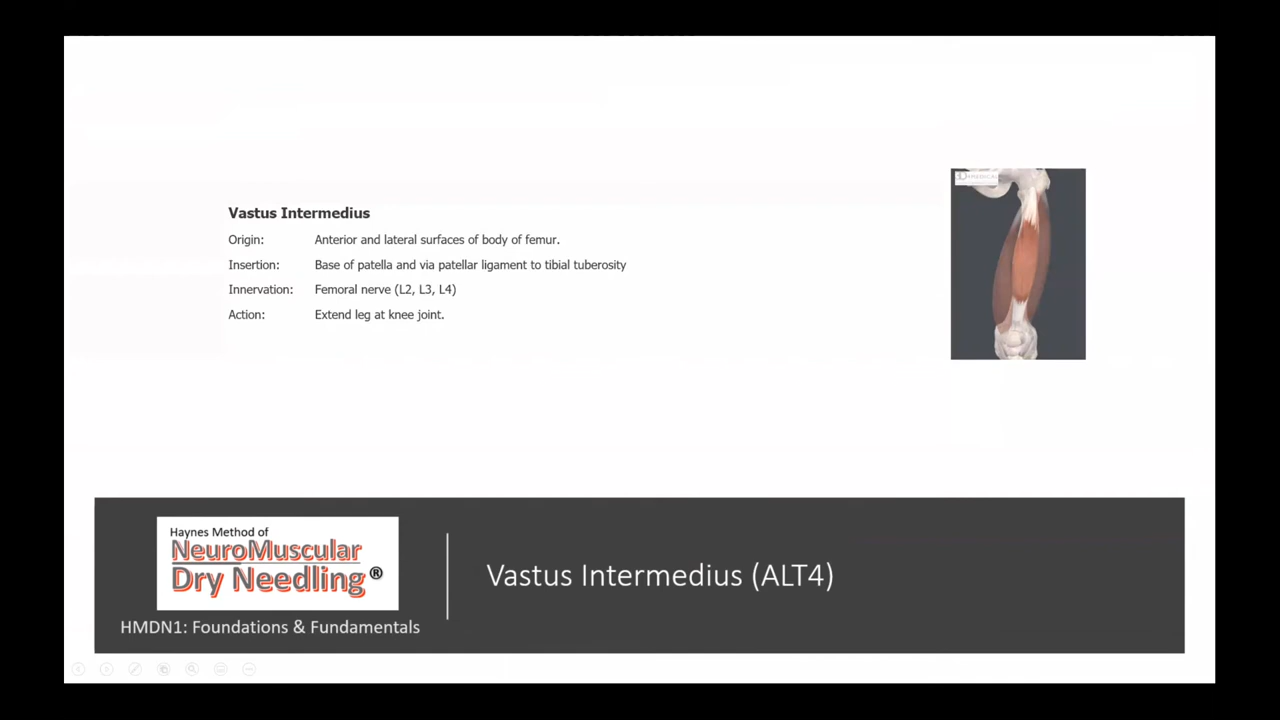 3D4MEDICAL
Vastus Intermedius
Origin: Anterior and lateral surfaces of body of femur.
Insertion: Base of patella and via patellar ligament to tibial tuberosity
Innervation: Femoral nerve (L2, L3, L4)
Action: Extend leg at knee joint.
Haynes Method of
NeuroMuscular
Dry Needling®
HMDN1: Foundations & Fundamentals
Vastus Intermedius (ALT4)